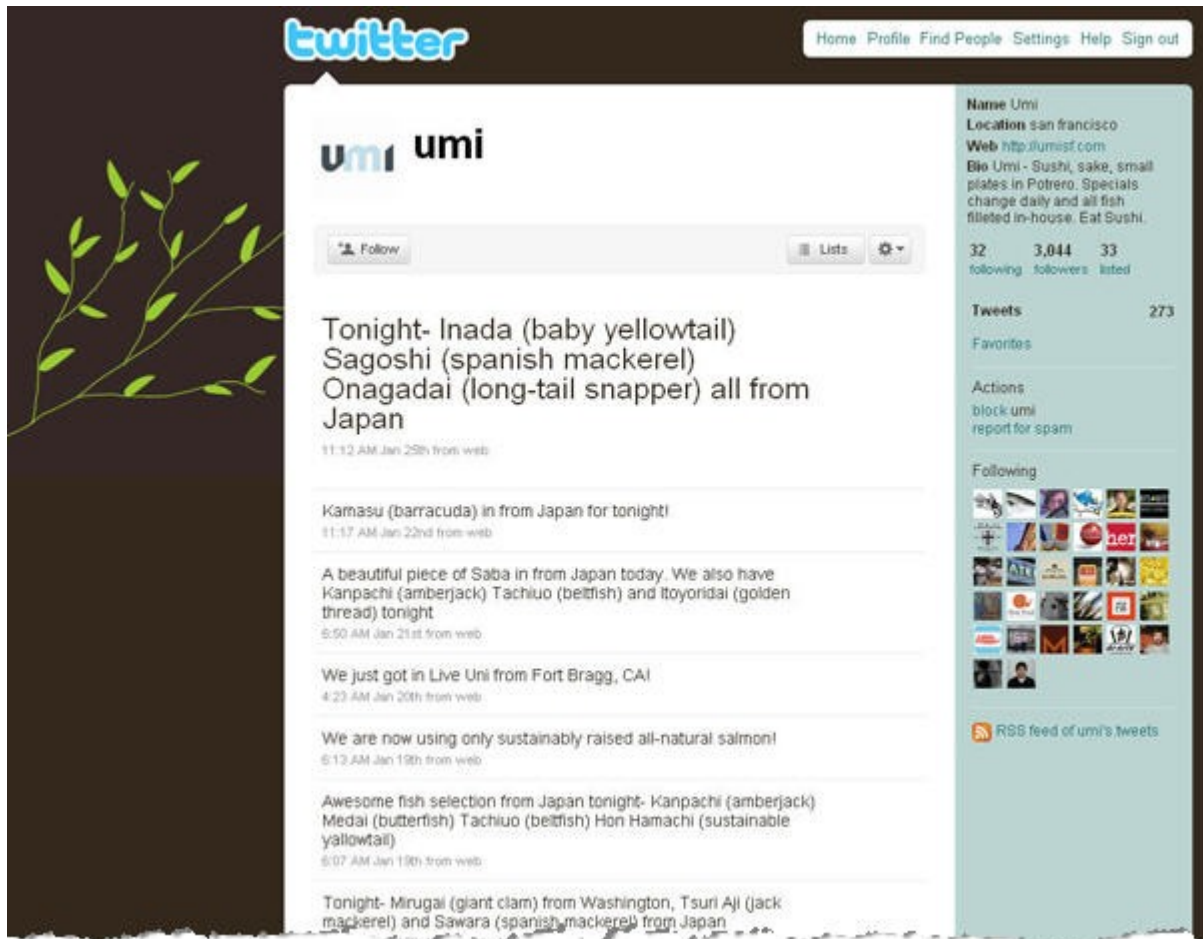 twitter
Home Profile Find People Settings Help Sign out
umi umi
Follow
Lists
Tonight- Inada (baby yellowtail)
Sagoshi (spanish mackerel)
Onagadai (long-tail snapper) all from
Japan
11:12 AM Jan 25th from web
Kamasu (barracuda) in from Japan for tonight!
11:17 AM Jan 22nd from web
A beautiful piece of Saba in from Japan today. We also have
Kanpachi (amberjack) Tachiuo (beltfish) and Itoyoridai (golden
thread) tonight
6:50 AM Jan 21st from web
We just got in Live Uni from Fort Bragg, CA!
4:23 AM Jan 20th from web
We are now using only sustainably raised all-natural salmon!
6:13 AM Jan 19th from web
Awesome fish selection from Japan tonight- Kanpachi (amberjack)
Medai (butterfish) Tachiuo (beltfish) Hon Hamachi (sustainable
yallowtail)
6:07 AM Jan 19th from web
Tonight- Mirugai (giant clam) from Washington, Tsuri Aji (jack
mackerel) and Sawara (spanish mackerel) from Japan
Name Umi
Location san francisco
Web http://umisf.com
Bio Umi - Sushi, sake, small
plates in Potrero. Specials
change daily and all fish
filleted in-house. Eat Sushi.
32 3,044 33
following followers listed
Tweets 273
Favorites
Actions
block umi
report for spam
Following
her
RSS feed of umi's tweets